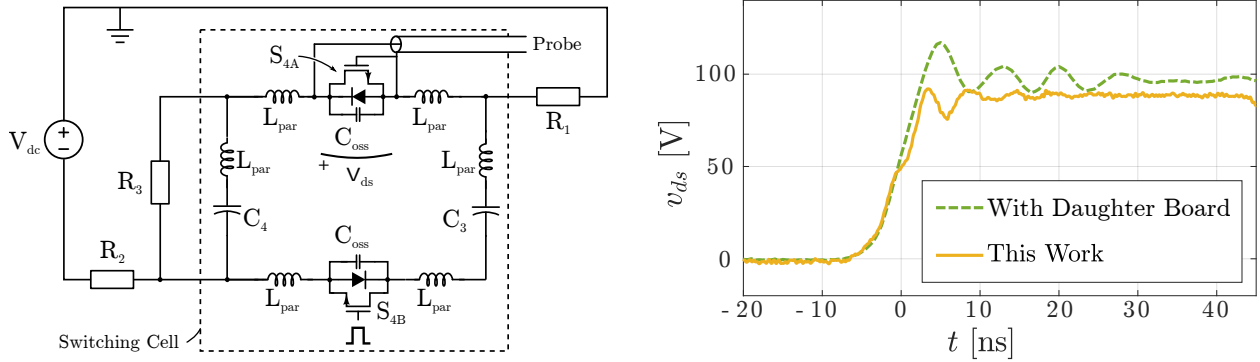 Probe
S4A
Lpar
Lpar
R1
Vdc
+
−
Coss
+
Vds
Lpar
Lpar
R3
C4
C3
R2
Coss
Lpar
Lpar
S4B
Switching Cell
vds [V]
100
50
0
With Daughter Board
This Work
-20
-10
0
10
20
30
40
t [ns]